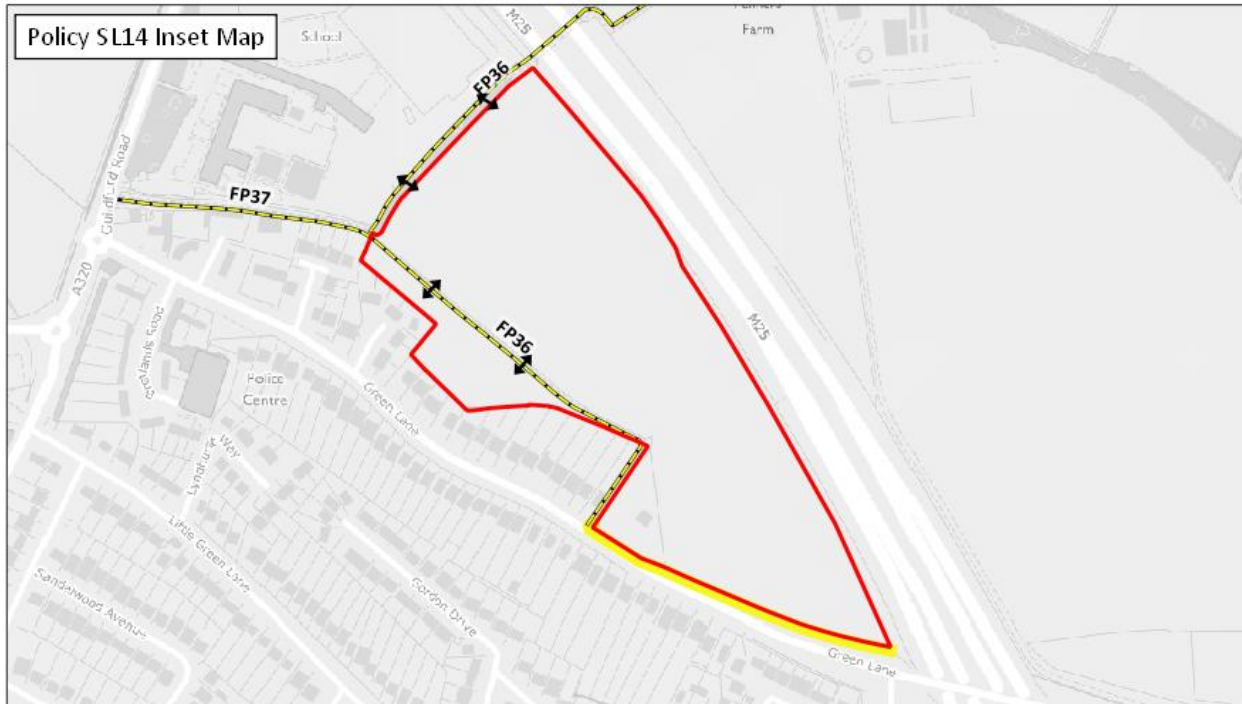 Policy SL14 Inset Map
School
M25
Farm
FP36
Guildford Road
FP37
A320
M25
FP36
Police
Centre
Green Lane
Way
Little Green Lane
Gordon Drive
Sandalwood Avenue
Green Lane